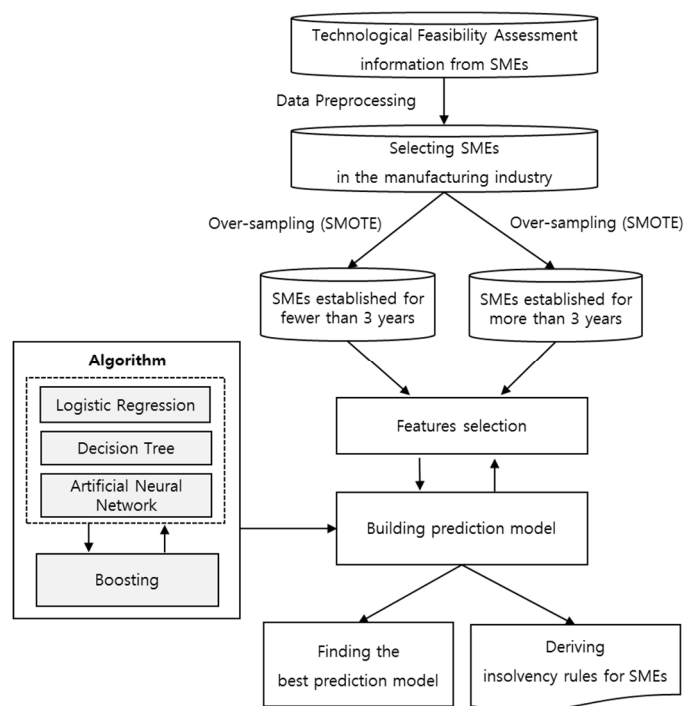 Technological Feasibility Assessment
information from SMEs
Data Preprocessing
Selecting SMEs
in the manufacturing industry
Over-sampling (SMOTE)
Over-sampling (SMOTE)
SMEs established for
fewer than 3 years
SMEs established for
more than 3 years
Algorithm
Logistic Regression
Decision Tree
Artificial Neural
Network
Boosting
Features selection
Building prediction model
Finding the
best prediction model
Deriving
insolvency rules for SMEs